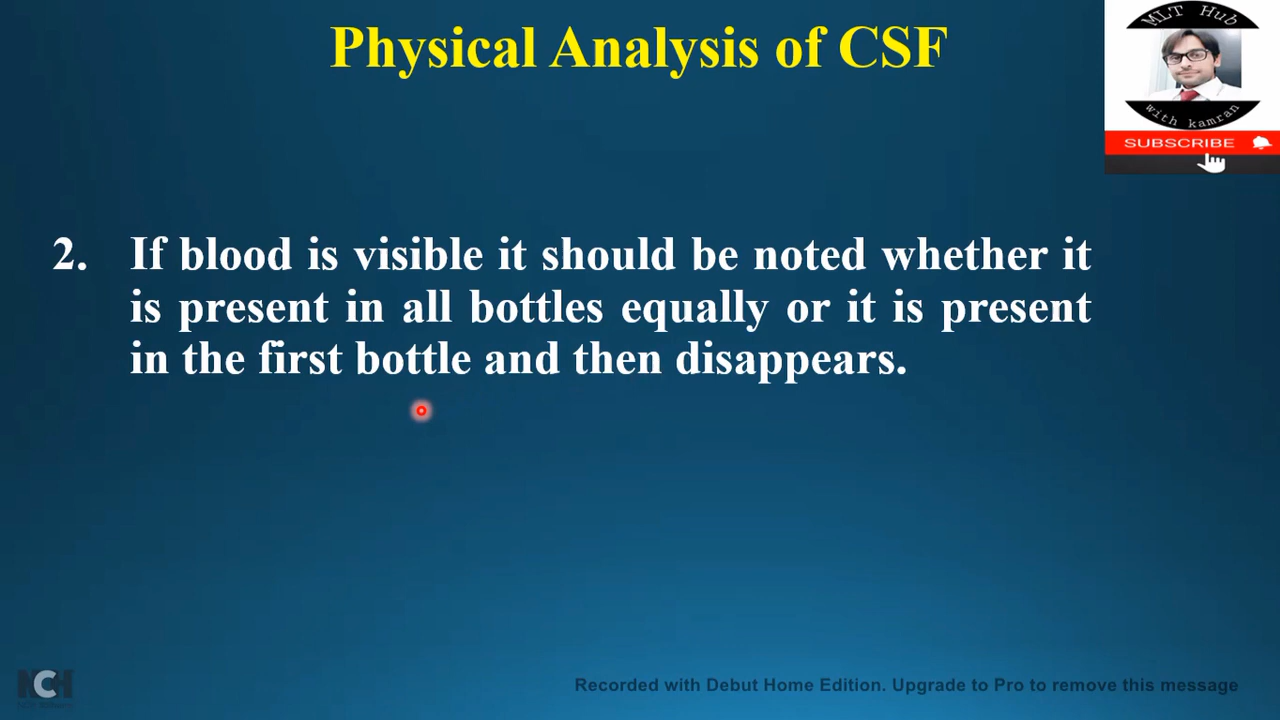 Physical Analysis of CSF
MLT Hub
with kamran
SUBSCRIBE
2. If blood is visible it should be noted whether it
is present in all bottles equally or it is present
in the first bottle and then disappears.
NCH
Recorded with Debut Home Edition. Upgrade to Pro to remove this message